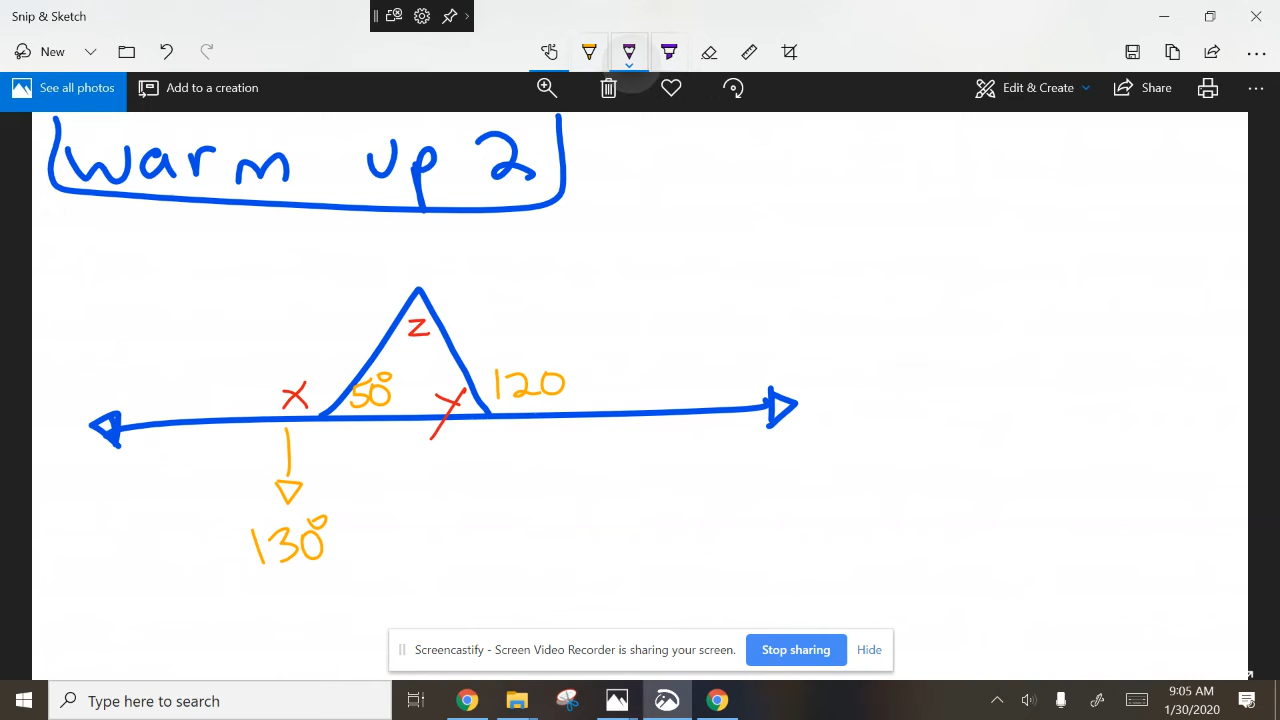 Snip & Sketch
New
See all photos
Add to a creation
Edit & Create
Share
Warm up 2
z
x
50°
y
120
130°
Screencastify - Screen Video Recorder is sharing your screen.
Stop sharing
Hide
Type here to search
9:05 AM
1/30/2020